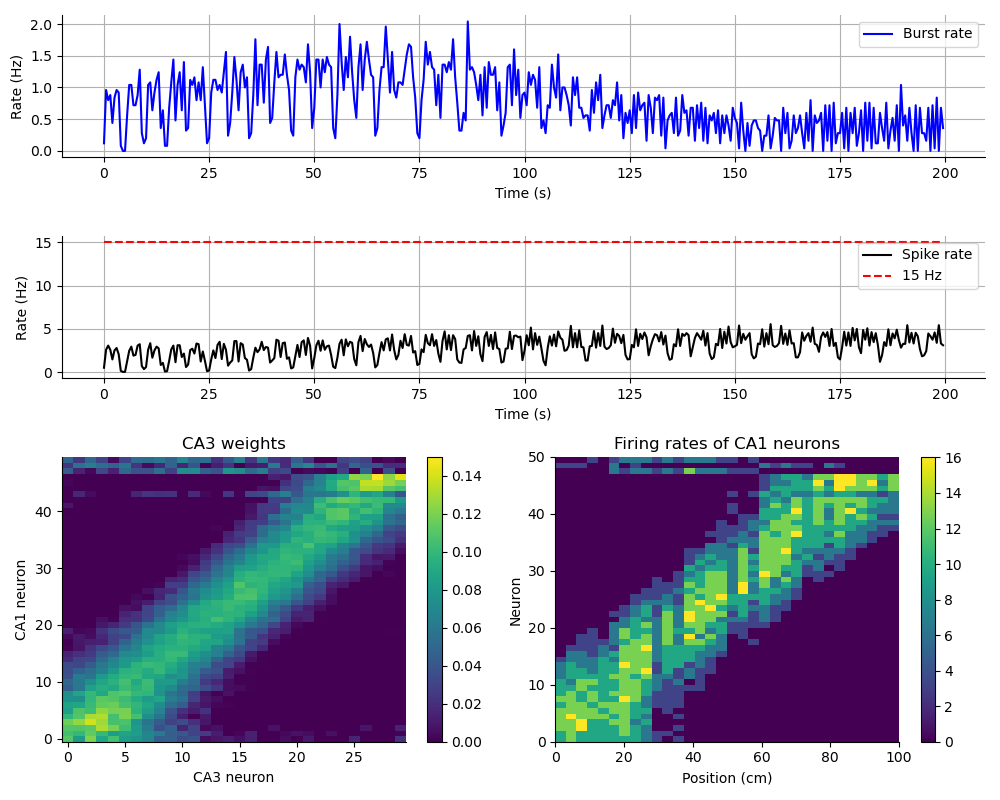 2.0
1.5
1.0
0.5
0.0
Rate (Hz)
Burst rate
0 25 50 75 100 125 150 175 200
Time (s)
15
10
5
0
Rate (Hz)
Spike rate
15 Hz
0 25 50 75 100 125 150 175 200
Time (s)
CA3 weights
40
30
20
10
0
CA1 neuron
0 5 10 15 20 25
CA3 neuron
0.14
0.12
0.10
0.08
0.06
0.04
0.02
0.00
Firing rates of CA1 neurons
50
40
30
20
10
0
Neuron
0 20 40 60 80 100
Position (cm)
16
14
12
10
8
6
4
2
0